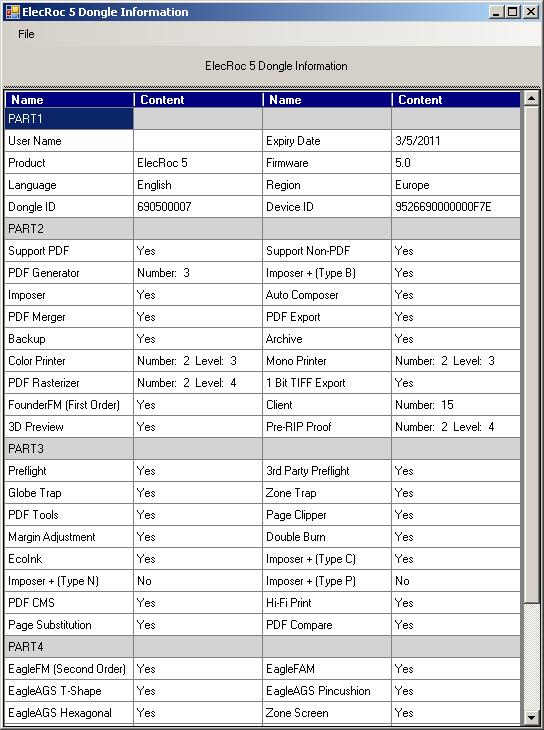 ElecRoc 5 Dongle Information
File
ElecRoc 5 Dongle Information
Name Content Name Content
PART1
User Name Expiry Date 3/5/2011
Product ElecRoc 5 Firmware 5.0
Language English Region Europe
Dongle ID 690500007 Device ID 9526690000000F7E
PART2
Support PDF Yes Support Non-PDF Yes
PDF Generator Number: 3 Imposer + (Type B) Yes
Imposer Yes Auto Composer Yes
PDF Merger Yes PDF Export Yes
Backup Yes Archive Yes
Color Printer Number: 2 Level: 3 Mono Printer Number: 2 Level: 3
PDF Rasterizer Number: 2 Level: 4 1 Bit TIFF Export Yes
FounderFM (First Order) Yes Client Number: 15
3D Preview Yes Pre-RIP Proof Number: 2 Level: 4
PART3
Preflight Yes 3rd Party Preflight Yes
Globe Trap Yes Zone Trap Yes
PDF Tools Yes Page Clipper Yes
Margin Adjustment Yes Double Burn Yes
EcoInk Yes Imposer + (Type C) Yes
Imposer + (Type N) No Imposer + (Type P) No
PDF CMS Yes Hi-Fi Print Yes
Page Substitution Yes PDF Compare Yes
PART4
EagleFM (Second Order) Yes EagleFAM Yes
EagleAGS T-Shape Yes EagleAGS Pincushion Yes
EagleAGS Hexagonal Yes Zone Screen Yes